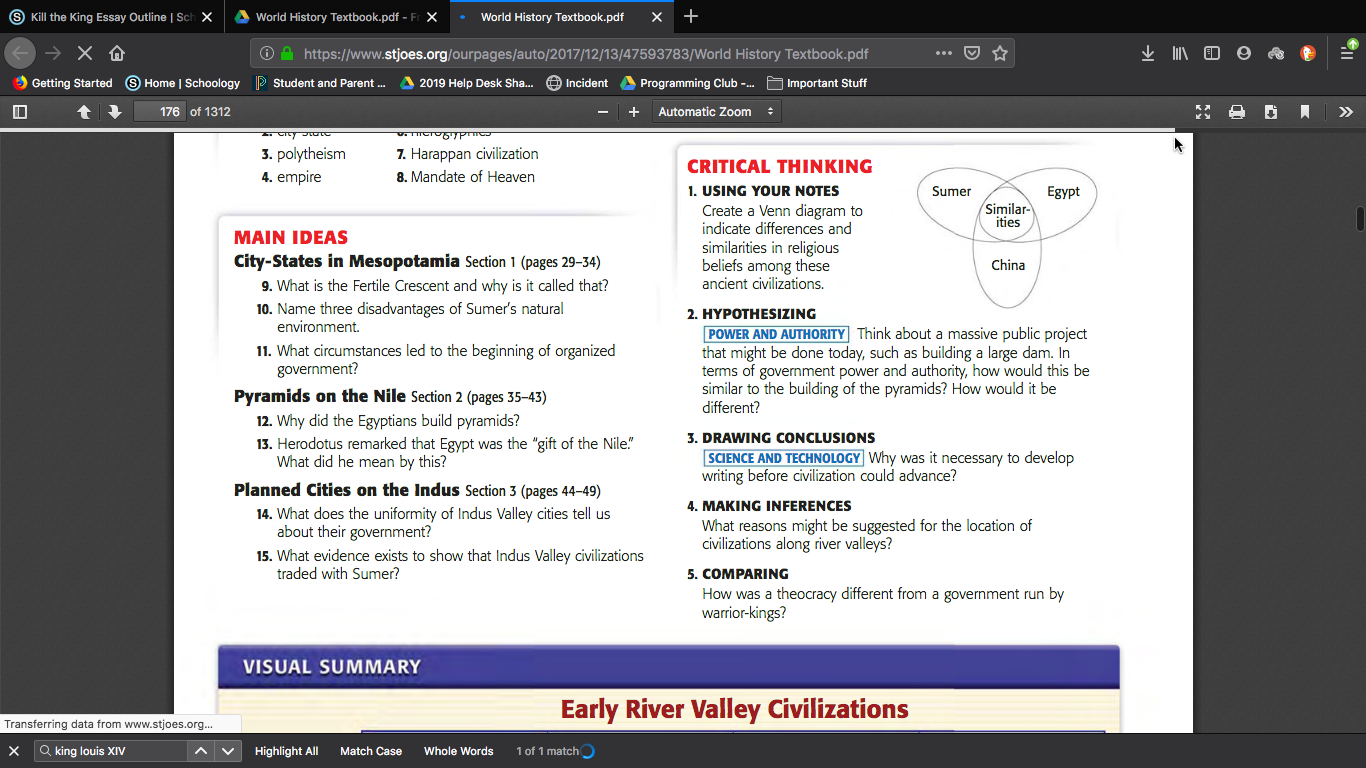 Kill the King Essay Outline | Sch
World History Textbook.pdf - Fr
World History Textbook.pdf
https://www.stjoes.org/ourpages/auto/2017/12/13/47593783/World History Textbook.pdf
Getting Started
Home | Schoology
Student and Parent ...
2019 Help Desk Sha...
Incident
Programming Club -...
Important Stuff
176 of 1312
Automatic Zoom
2. city-state 6. hieroglyphics
3. polytheism 7. Harappan civilization
4. empire 8. Mandate of Heaven
MAIN IDEAS
City-States in Mesopotamia Section 1 (pages 29–34)
9. What is the Fertile Crescent and why is it called that?
10. Name three disadvantages of Sumer's natural
environment.
11. What circumstances led to the beginning of organized
government?
Pyramids on the Nile Section 2 (pages 35–43)
12. Why did the Egyptians build pyramids?
13. Herodotus remarked that Egypt was the "gift of the Nile."
What did he mean by this?
Planned Cities on the Indus Section 3 (pages 44–49)
14. What does the uniformity of Indus Valley cities tell us
about their government?
15. What evidence exists to show that Indus Valley civilizations
traded with Sumer?
CRITICAL THINKING
1. USING YOUR NOTES
Create a Venn diagram to
indicate differences and
similarities in religious
beliefs among these
ancient civilizations.
Sumer
Egypt
Similar-
ities
China
2. HYPOTHESIZING
POWER AND AUTHORITY Think about a massive public project
that might be done today, such as building a large dam. In
terms of government power and authority, how would this be
similar to the building of the pyramids? How would it be
different?
3. DRAWING CONCLUSIONS
SCIENCE AND TECHNOLOGY Why was it necessary to develop
writing before civilization could advance?
4. MAKING INFERENCES
What reasons might be suggested for the location of
civilizations along river valleys?
5. COMPARING
How was a theocracy different from a government run by
warrior-kings?
VISUAL SUMMARY
Early River Valley Civilizations
Transferring data from www.stjoes.org...
king louis XIV
Highlight All
Match Case
Whole Words
1 of 1 match